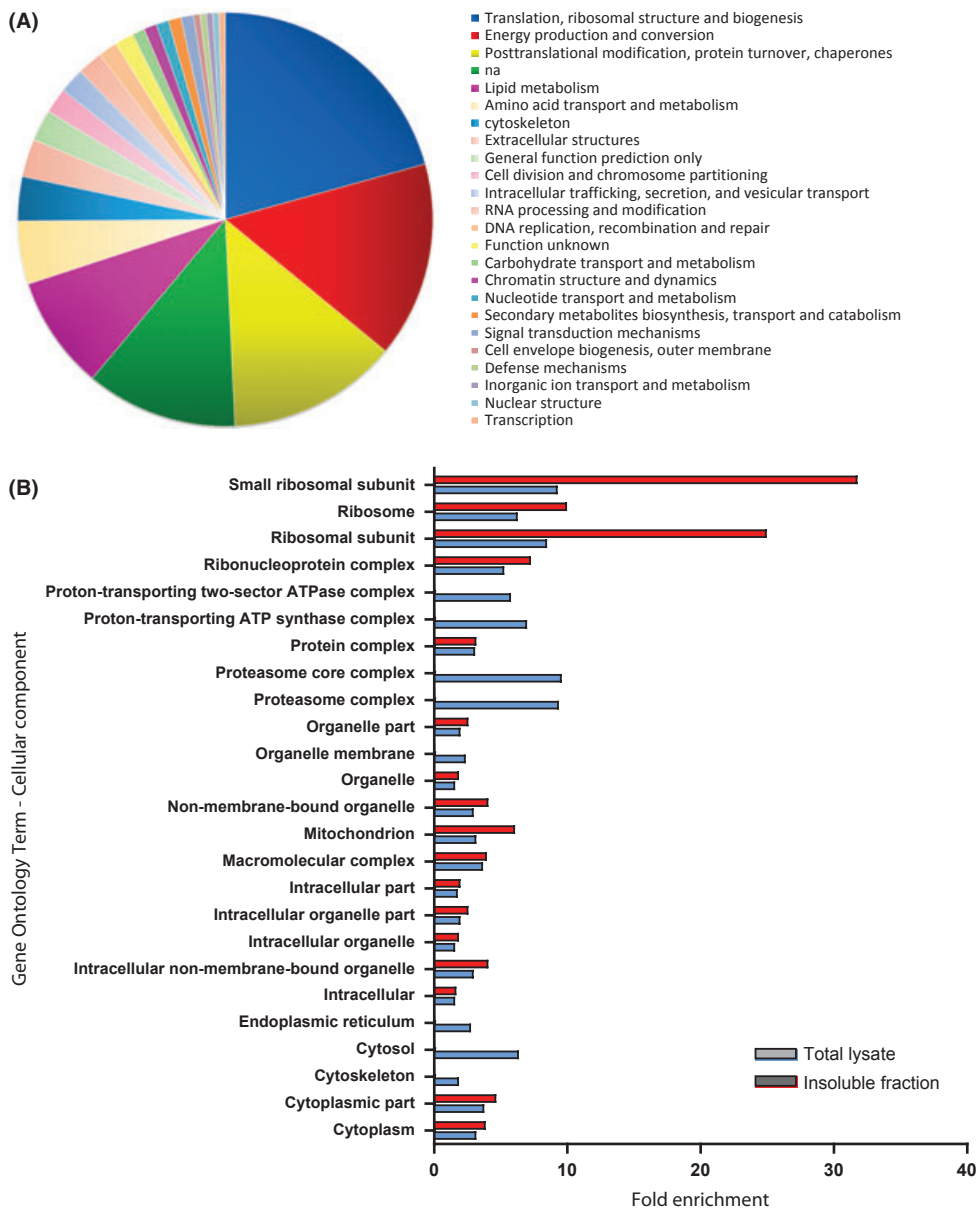 (A)
Translation, ribosomal structure and biogenesis
Energy production and conversion
Posttranslational modification, protein turnover, chaperones
na
Lipid metabolism
Amino acid transport and metabolism
cytoskeleton
Extracellular structures
General function prediction only
Cell division and chromosome partitioning
Intracellular trafficking, secretion, and vesicular transport
RNA processing and modification
DNA replication, recombination and repair
Function unknown
Carbohydrate transport and metabolism
Chromatin structure and dynamics
Nucleotide transport and metabolism
Secondary metabolites biosynthesis, transport and catabolism
Signal transduction mechanisms
Cell envelope biogenesis, outer membrane
Defense mechanisms
Inorganic ion transport and metabolism
Nuclear structure
Transcription
(B)
Gene Ontology Term - Cellular component
Small ribosomal subunit
Ribosome
Ribosomal subunit
Ribonucleoprotein complex
Proton-transporting two-sector ATPase complex
Proton-transporting ATP synthase complex
Protein complex
Proteasome core complex
Proteasome complex
Organelle part
Organelle membrane
Organelle
Non-membrane-bound organelle
Mitochondrion
Macromolecular complex
Intracellular part
Intracellular organelle part
Intracellular organelle
Intracellular non-membrane-bound organelle
Intracellular
Endoplasmic reticulum
Cytosol
Cytoskeleton
Cytoplasmic part
Cytoplasm
Total lysate
Insoluble fraction
0 10 20 30 40
Fold enrichment